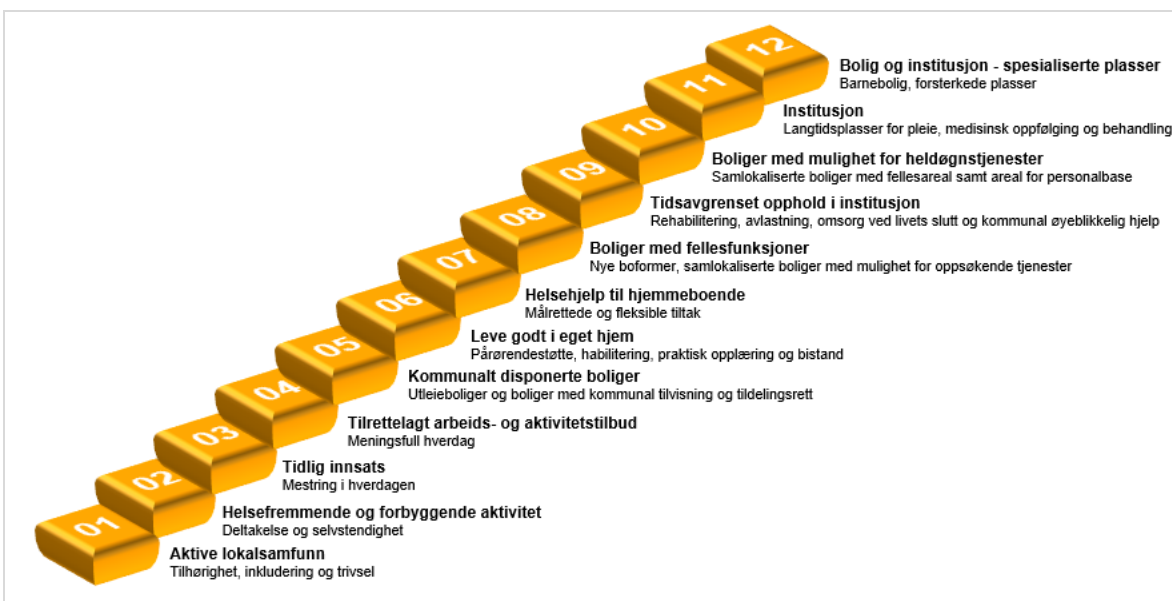 12
Bolig og institusjon - spesialiserte plasser
Barnebolig, forsterkede plasser
11
Institusjon
Langtidsplasser for pleie, medisinsk oppfølging og behandling
10
Boliger med mulighet for heldøgnstjenester
Samlokaliserte boliger med fellesareal samt areal for personalbase
09
Tidsavgrenset opphold i institusjon
Rehabilitering, avlastning, omsorg ved livets slutt og kommunal øyeblikkelig hjelp
08
Boliger med fellesfunksjoner
Nye boformer, samlokaliserte boliger med mulighet for oppsøkende tjenester
07
Helsehjelp til hjemmeboende
Målrettede og fleksible tiltak
06
Leve godt i eget hjem
Pårørendestøtte, habilitering, praktisk opplæring og bistand
05
Kommunalt disponerte boliger
Utleieboliger og boliger med kommunal tilvisning og tildelingsrett
04
Tilrettelagt arbeids- og aktivitetstilbud
Meningsfull hverdag
03
Tidlig innsats
Mestring i hverdagen
02
Helsefremmende og forbyggende aktivitet
Deltakelse og selvstendighet
01
Aktive lokalsamfunn
Tilhørighet, inkludering og trivsel